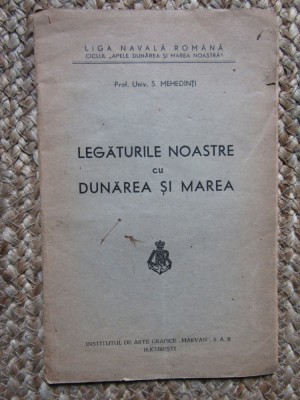 LIGA NAVALĂ ROMÂNĂ
CICLUL „APELE DUNĂREA ȘI MAREA NOASTRĂ”
Prof. Univ. S. MEHEDINȚI
LEGĂTURILE NOASTRE
cu
DUNĂREA ȘI MAREA
INSTITUTUL DE ARTE GRAFICE „MARVAN”, S. A. R.
BUCUREȘTI